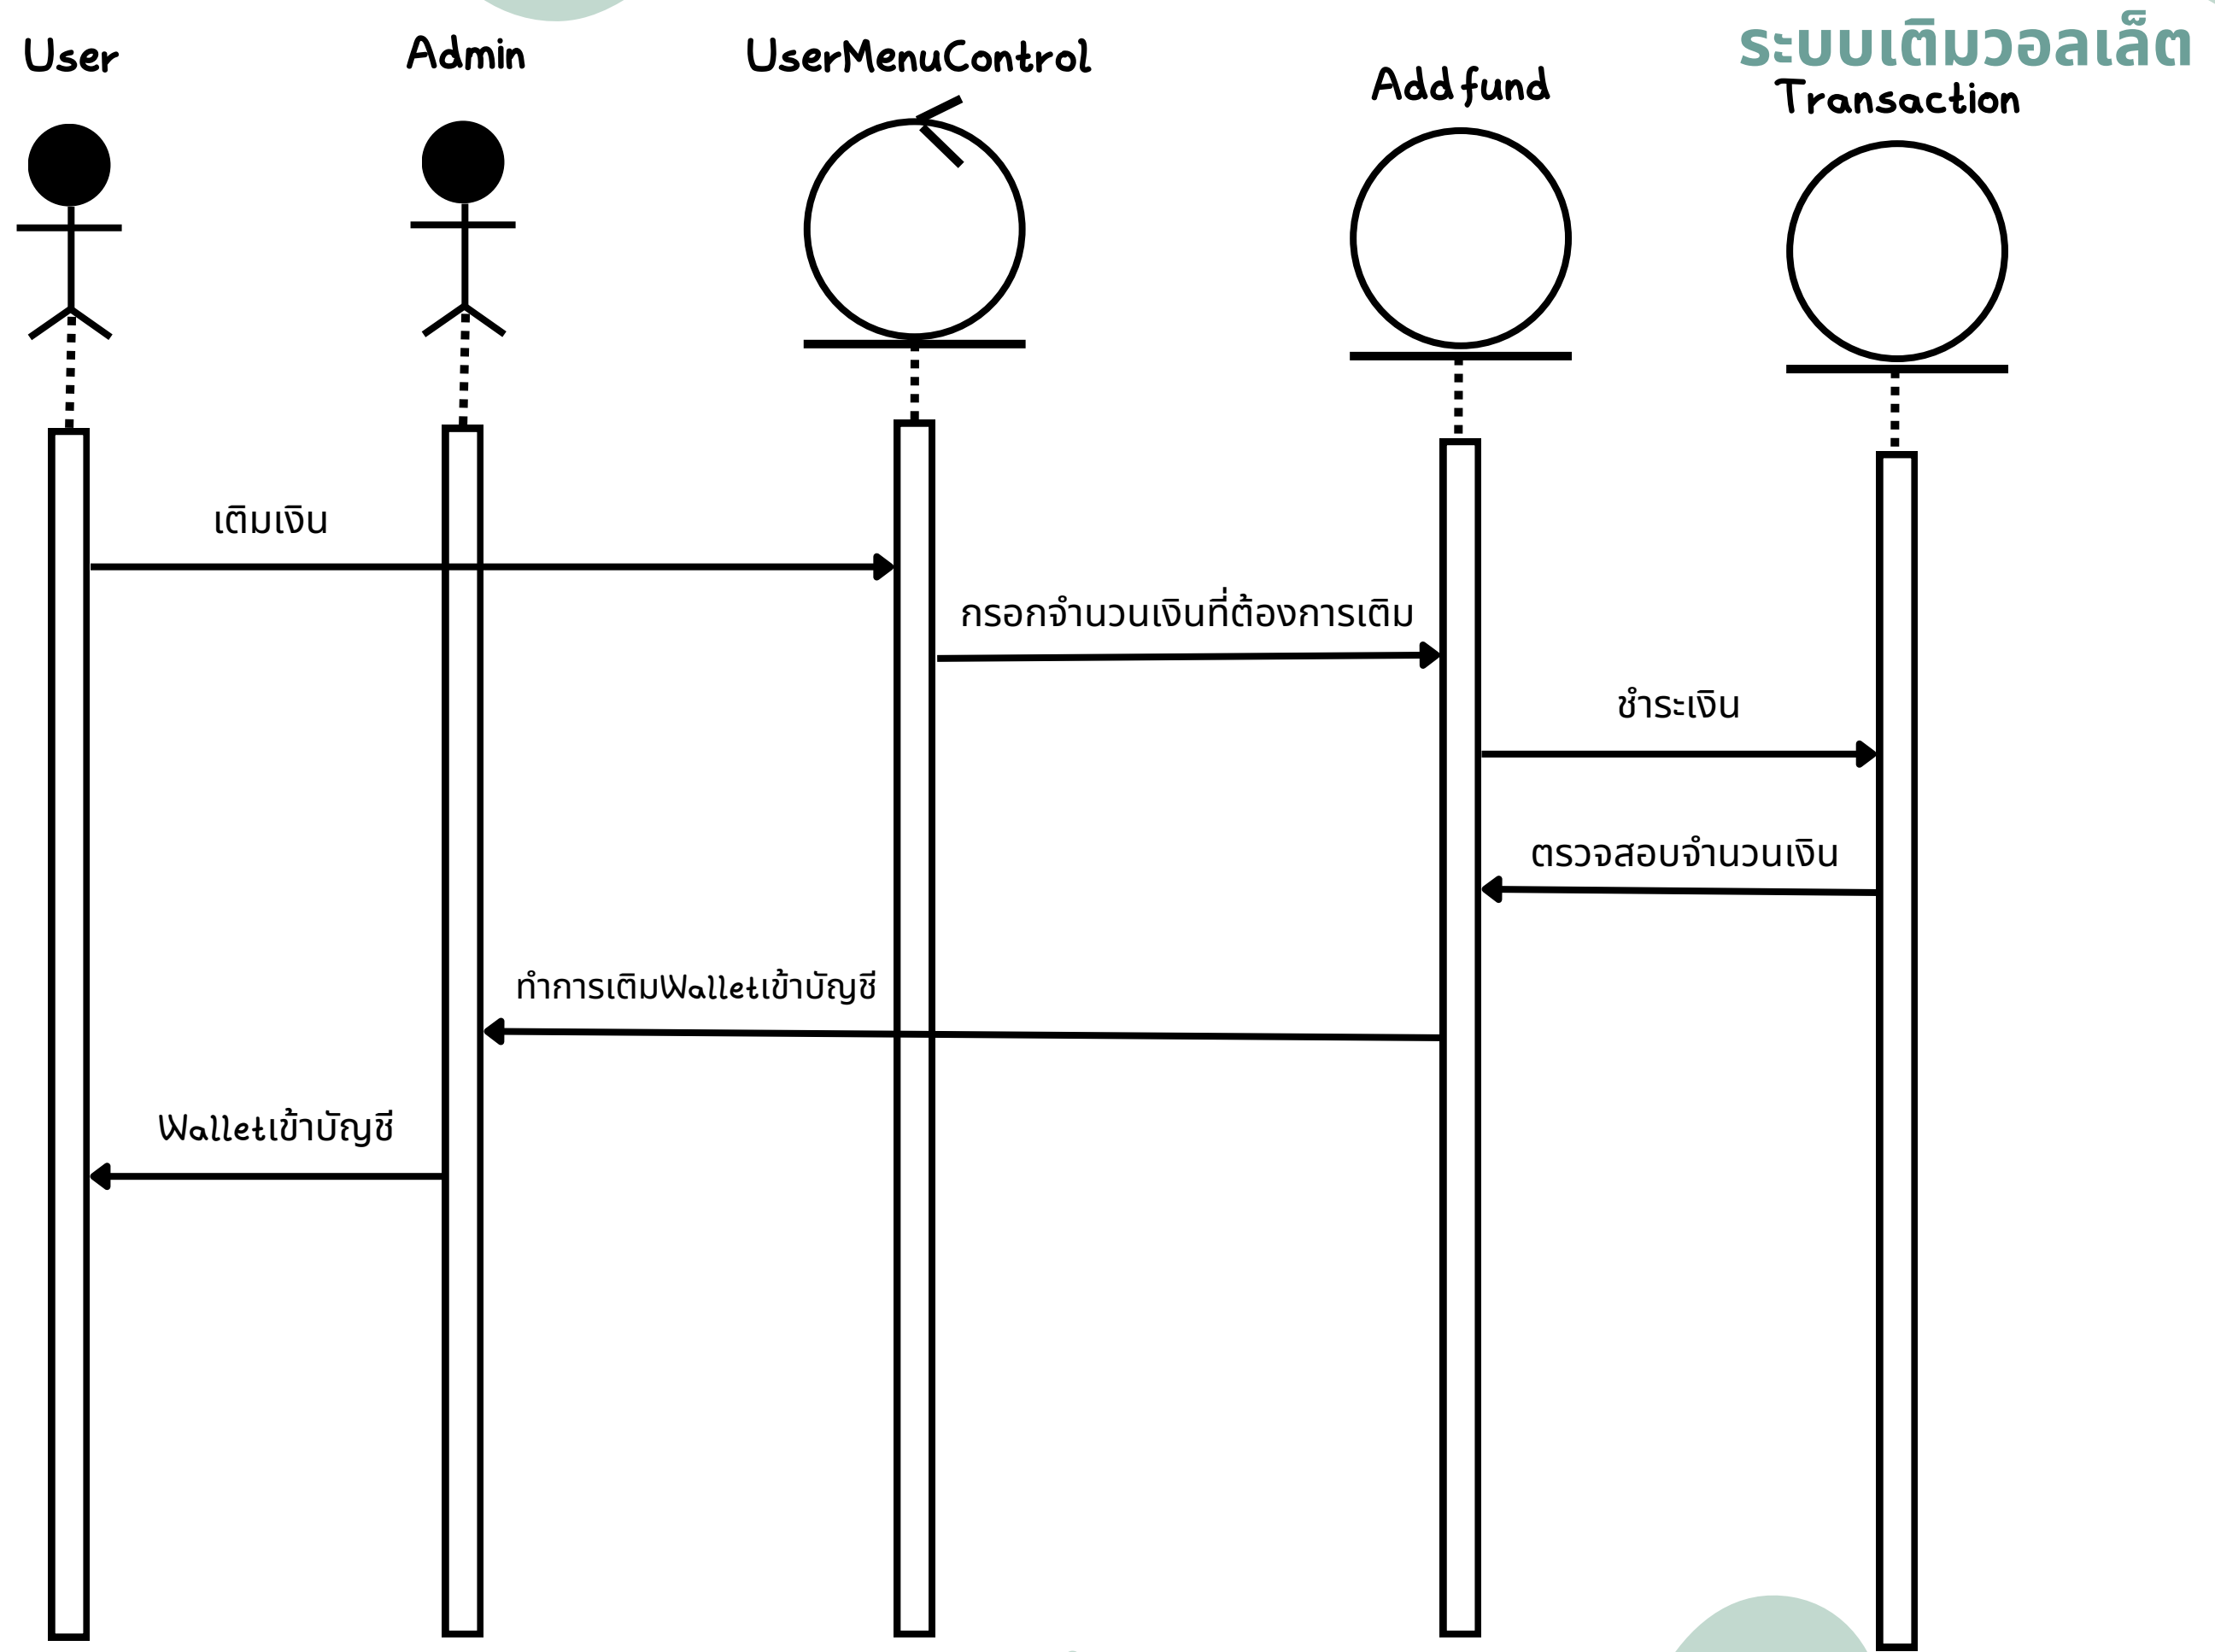 ระบบเติมวอลเล็ต
User
Admin
UserMenuControl
Addfund
Transaction
เติมเงิน
กรอกจำนวนเงินที่ต้องการเติม
ชำระเงิน
ตรวจสอบจำนวนเงิน
ทำการเติมWalletเข้าบัญชี
Walletเข้าบัญชี